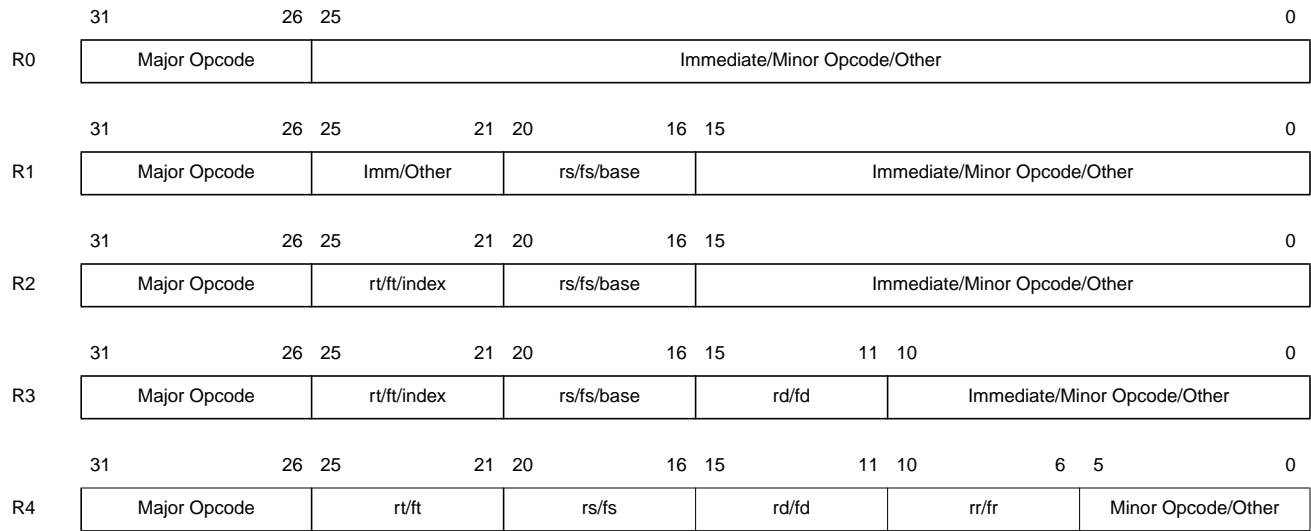 31 26 25 0
R0 Major Opcode Immediate/Minor Opcode/Other
31 26 25 21 20 16 15 0
R1 Major Opcode Imm/Other rs/fs/base Immediate/Minor Opcode/Other
31 26 25 21 20 16 15 0
R2 Major Opcode rt/ft/index rs/fs/base Immediate/Minor Opcode/Other
31 26 25 21 20 16 15 11 10 0
R3 Major Opcode rt/ft/index rs/fs/base rd/fd Immediate/Minor Opcode/Other
31 26 25 21 20 16 15 11 10 6 5 0
R4 Major Opcode rt/ft rs/fs rd/fd rr/fr Minor Opcode/Other